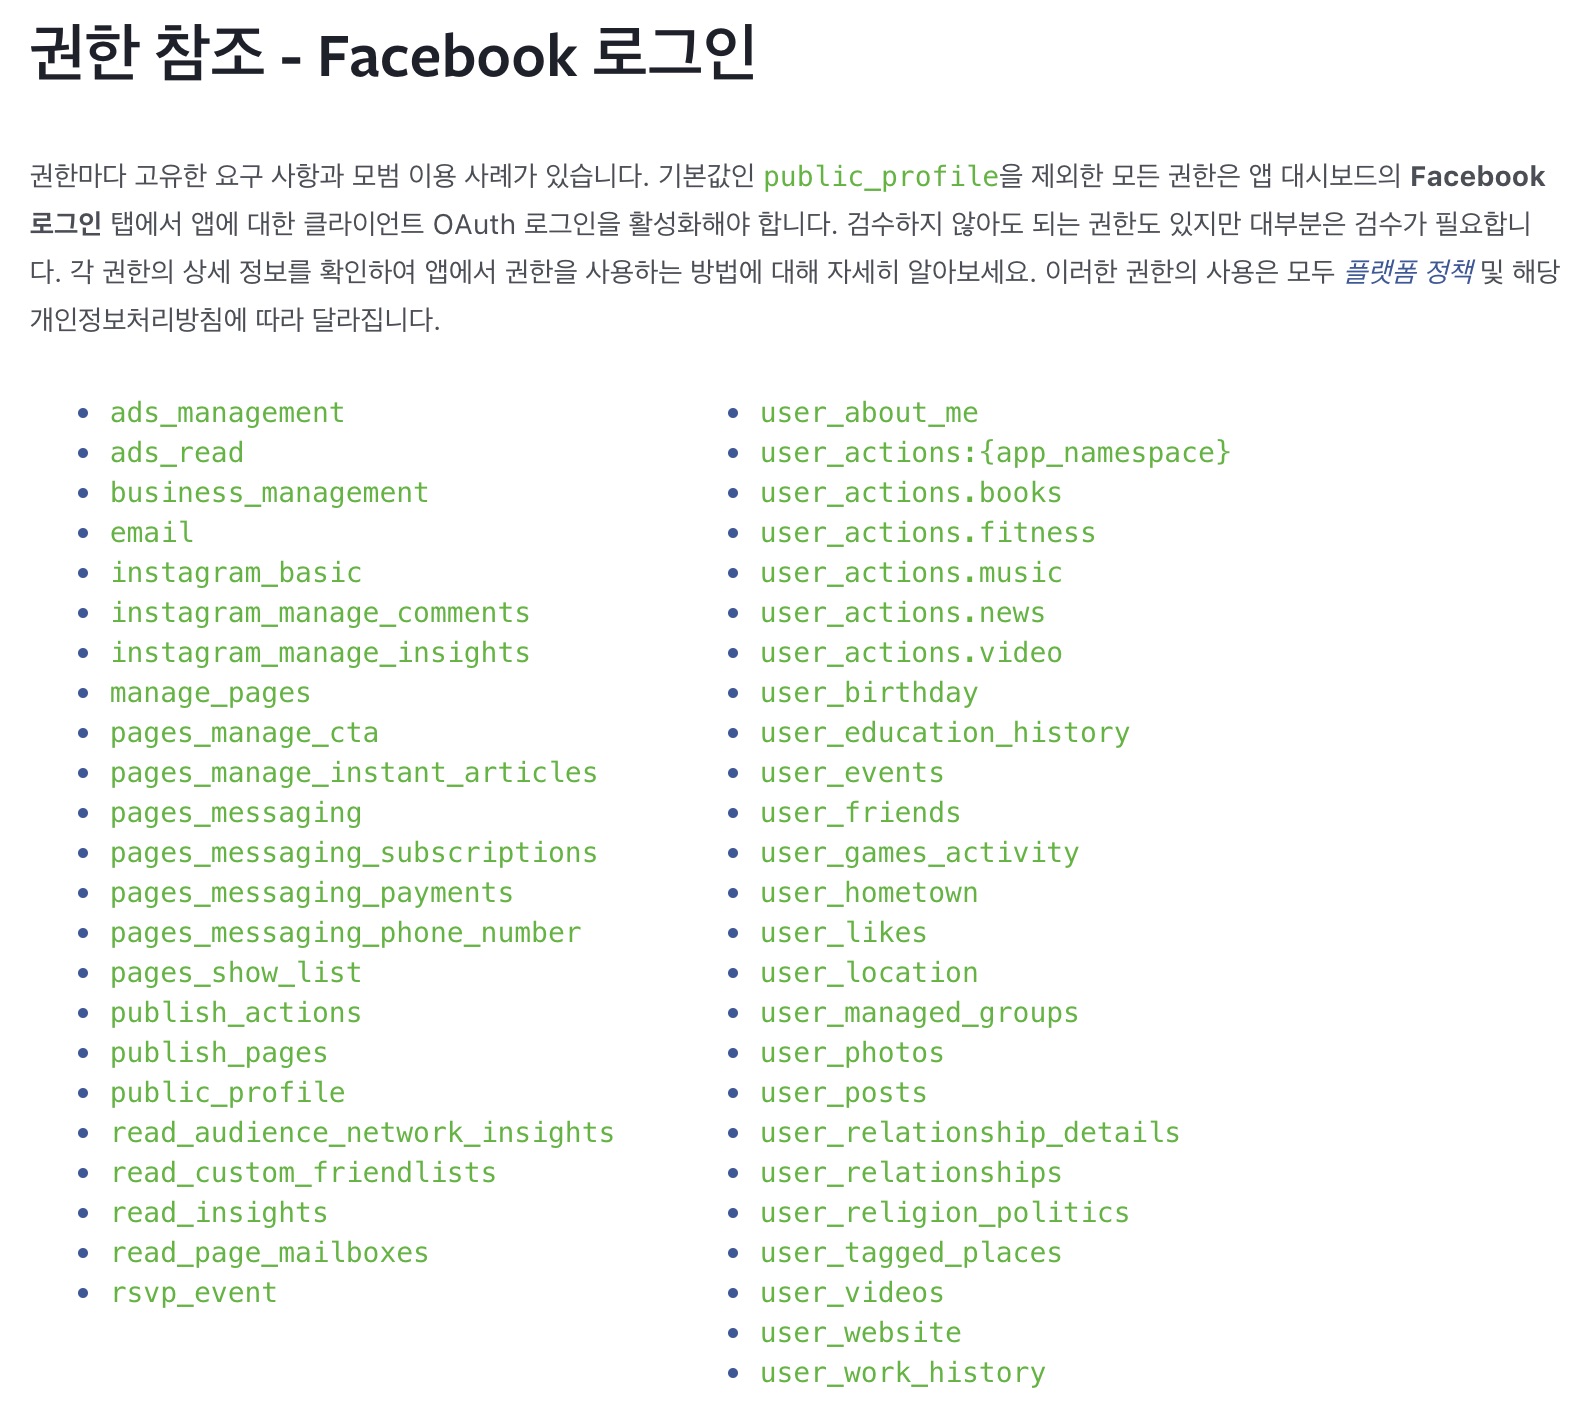 권한 참조 - Facebook 로그인
권한마다 고유한 요구 사항과 모범 이용 사례가 있습니다. 기본값인 public_profile을 제외한 모든 권한은 앱 대시보드의 Facebook
로그인 탭에서 앱에 대한 클라이언트 OAuth 로그인을 활성화해야 합니다. 검수하지 않아도 되는 권한도 있지만 대부분은 검수가 필요합니
다. 각 권한의 상세 정보를 확인하여 앱에서 권한을 사용하는 방법에 대해 자세히 알아보세요. 이러한 권한의 사용은 모두 플랫폼 정책 및 해당
개인정보처리방침에 따라 달라집니다.
ads_management
ads_read
business_management
email
instagram_basic
instagram_manage_comments
instagram_manage_insights
manage_pages
pages_manage_cta
pages_manage_instant_articles
pages_messaging
pages_messaging_subscriptions
pages_messaging_payments
pages_messaging_phone_number
pages_show_list
publish_actions
publish_pages
public_profile
read_audience_network_insights
read_custom_friendlists
read_insights
read_page_mailboxes
rsvp_event
user_about_me
user_actions:{app_namespace}
user_actions.books
user_actions.fitness
user_actions.music
user_actions.news
user_actions.video
user_birthday
user_education_history
user_events
user_friends
user_games_activity
user_hometown
user_likes
user_location
user_managed_groups
user_photos
user_posts
user_relationship_details
user_relationships
user_religion_politics
user_tagged_places
user_videos
user_website
user_work_history